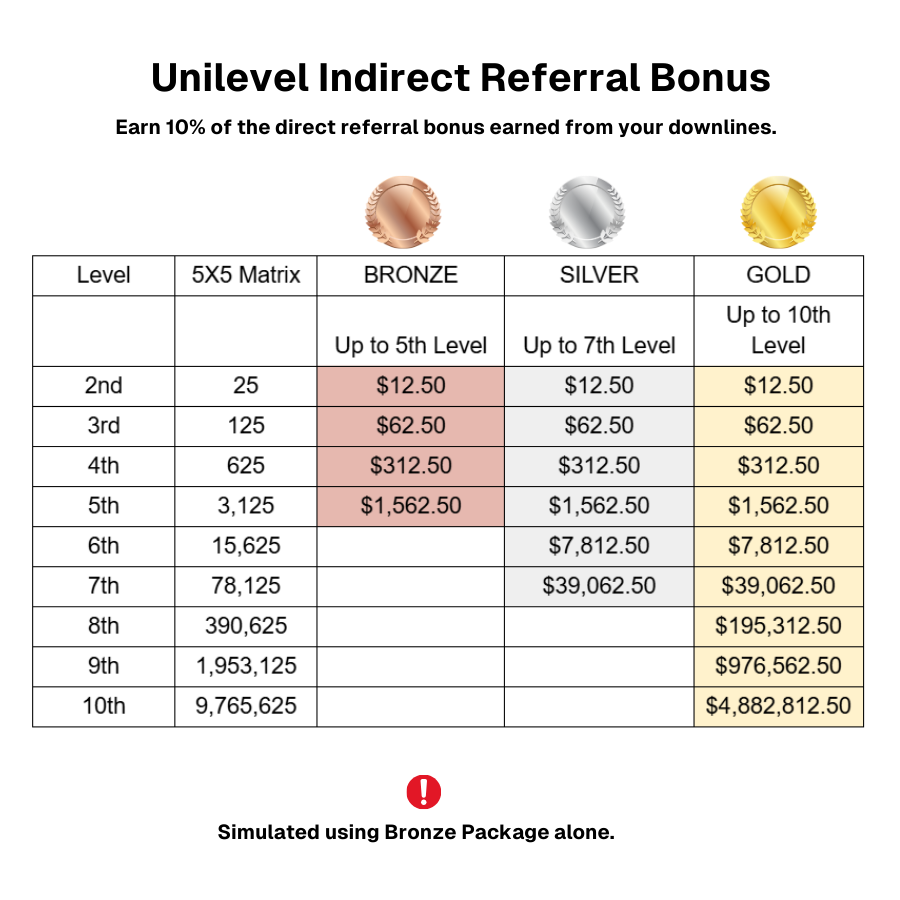 Unilevel Indirect Referral Bonus
Earn 10% of the direct referral bonus earned from your downlines.
Level 5X5 Matrix BRONZE SILVER GOLD
Up to 5th Level Up to 7th Level Up to 10th
Level
2nd 25 $12.50 $12.50 $12.50
3rd 125 $62.50 $62.50 $62.50
4th 625 $312.50 $312.50 $312.50
5th 3,125 $1,562.50 $1,562.50 $1,562.50
6th 15,625 $7,812.50 $7,812.50
7th 78,125 $39,062.50 $39,062.50
8th 390,625 $195,312.50
9th 1,953,125 $976,562.50
10th 9,765,625 $4,882,812.50
Simulated using Bronze Package alone.